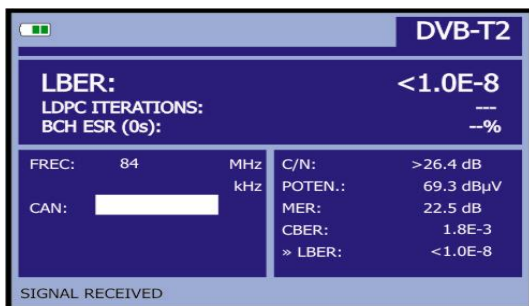 DVB-T2
LBER: <1.0E-8
LDPC ITERATIONS: ---
BCH ESR (0s): --%
FREC: 84 MHz
kHz
CAN:
C/N: >26.4 dB
POTEN.: 69.3 dBµV
MER: 22.5 dB
CBER: 1.8E-3
» LBER: <1.0E-8
SIGNAL RECEIVED